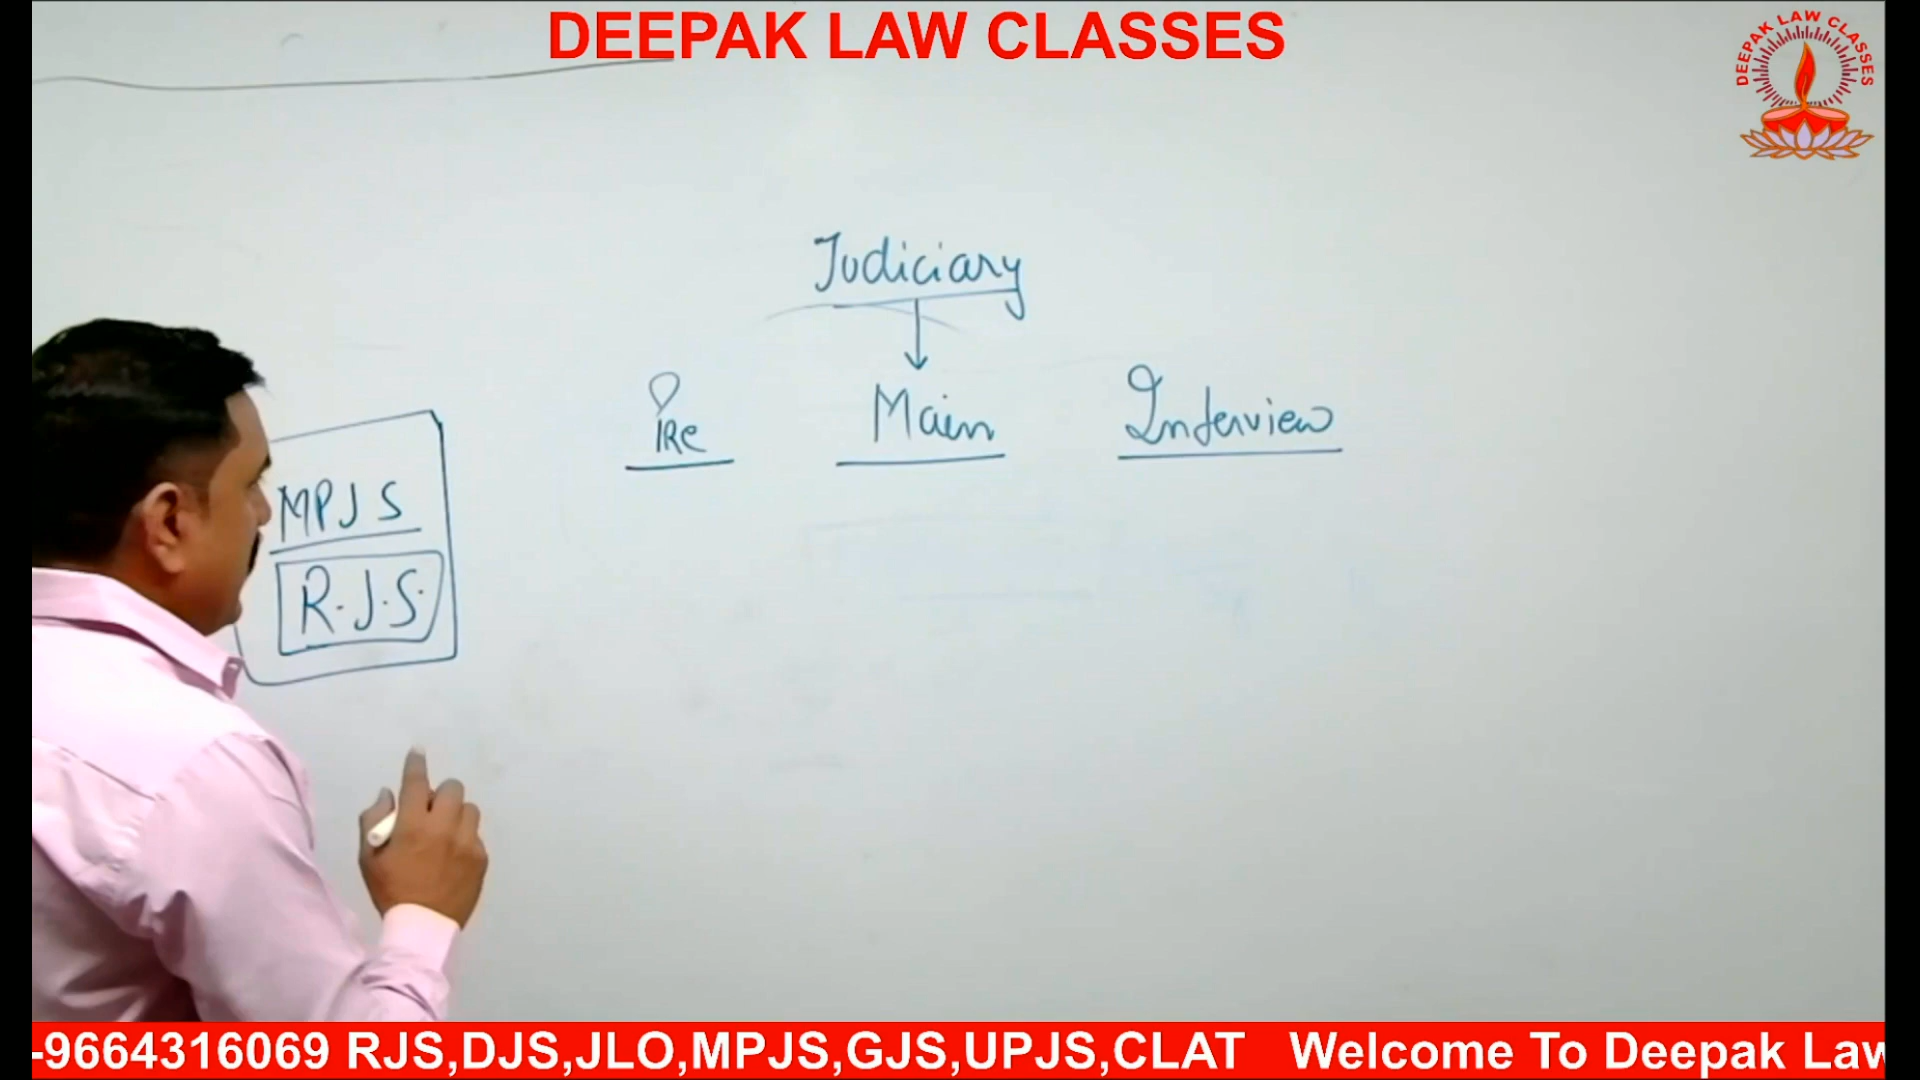 DEEPAK LAW CLASSES
DEEPAK LAW CLASSES
Judiciary
Pre Main Interview
MPJS
R.J.S.
-9664316069 RJS,DJS,JLO,MPJS,GJS,UPJS,CLAT Welcome To Deepak Law